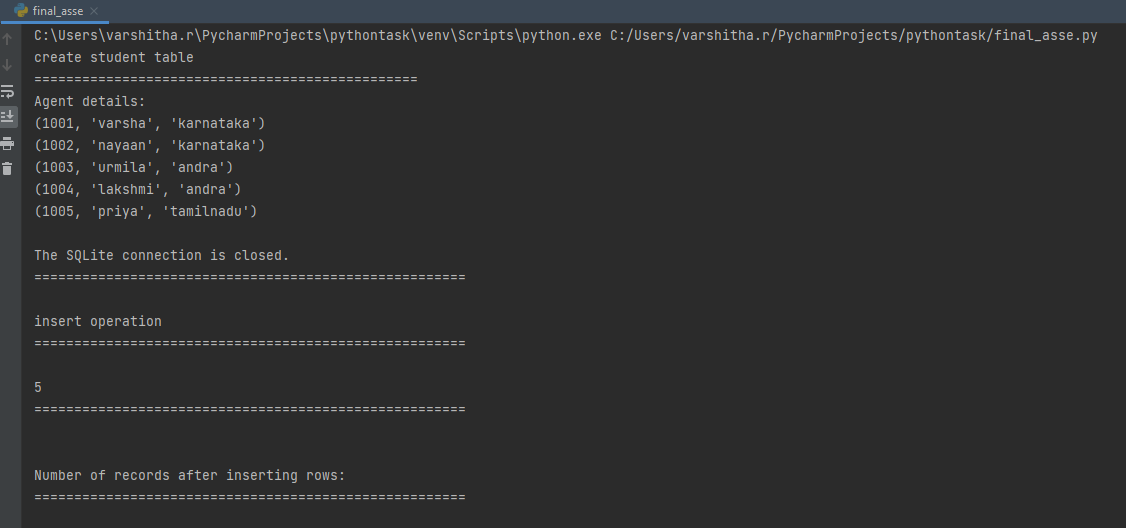 final_asse
C:\Users\varshitha.r\PycharmProjects\pythontask\venv\Scripts\python.exe C:/Users/varshitha.r/PycharmProjects/pythontask/final_asse.py
create student table
================================================
Agent details:
(1001, 'varsha', 'karnataka')
(1002, 'nayaan', 'karnataka')
(1003, 'urmila', 'andra')
(1004, 'lakshmi', 'andra')
(1005, 'priya', 'tamilnadu')
The SQLite connection is closed.
======================================================
insert operation
======================================================
5
======================================================
Number of records after inserting rows:
======================================================